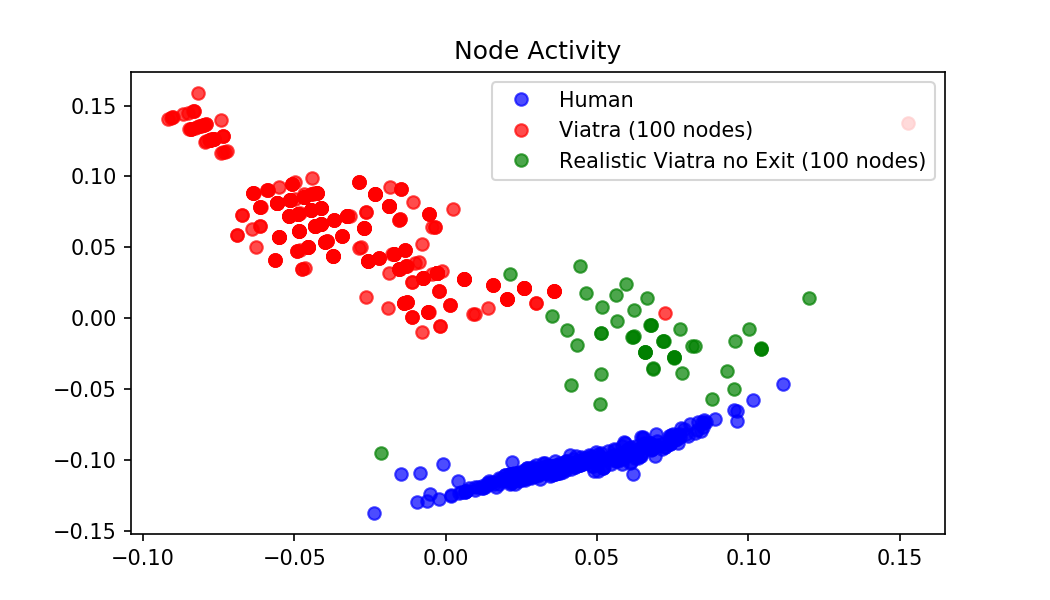 Node Activity
Human
Viatra (100 nodes)
Realistic Viatra no Exit (100 nodes)
0.15
0.10
0.05
0.00
−0.05
−0.10
−0.15
−0.10 −0.05 0.00 0.05 0.10 0.15